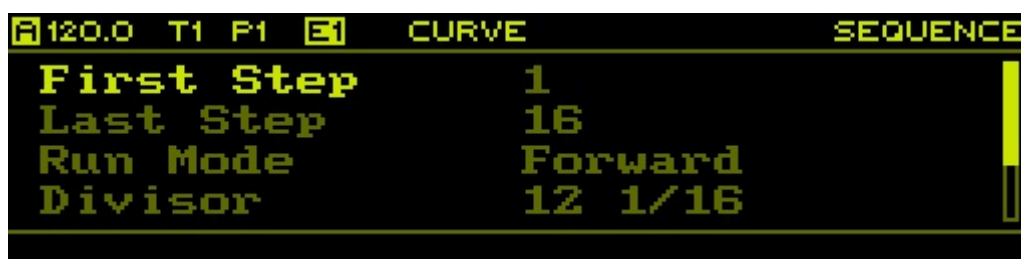 A 120.0 T1 P1 E1 CURVE SEQUENCE
First Step 1
Last Step 16
Run Mode Forward
Divisor 12 1/16